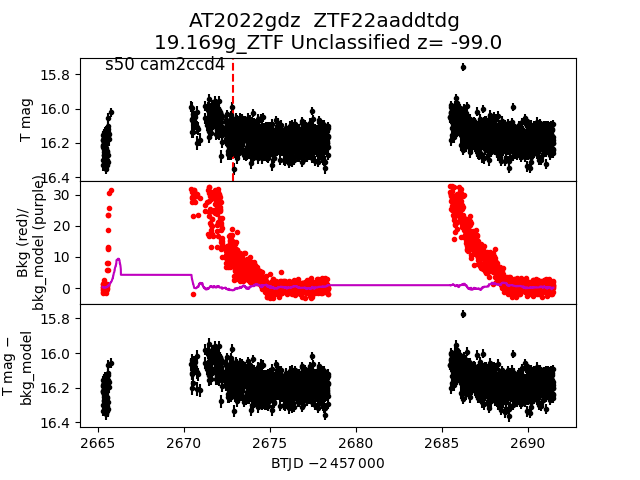 AT2022gdz  ZTF22aaddtdg
19.169g_ZTF Unclassified z= -99.0
s50 cam2ccd4
15.8
16.0
16.2
16.4
T mag
30
20
10
0
Bkg (red)/
bkg_model (purple)
15.8
16.0
16.2
16.4
T mag −
bkg_model
2665 2670 2675 2680 2685 2690
BTJD −2 457 000